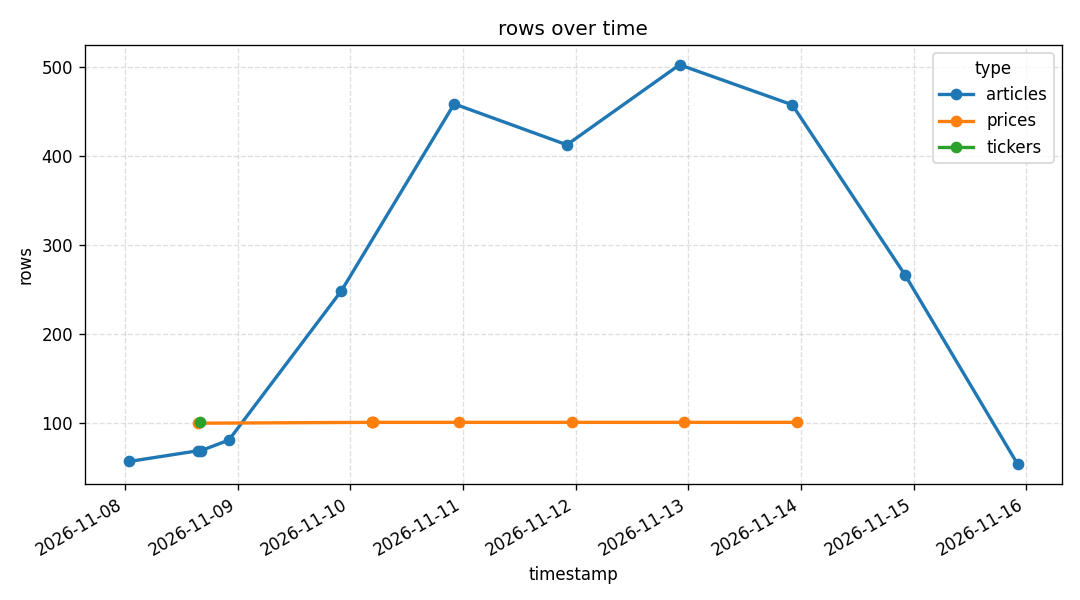 rows over time
type
articles
prices
tickers
rows
500
400
300
200
100
2026-11-08
2026-11-09
2026-11-10
2026-11-11
2026-11-12
2026-11-13
2026-11-14
2026-11-15
2026-11-16
timestamp